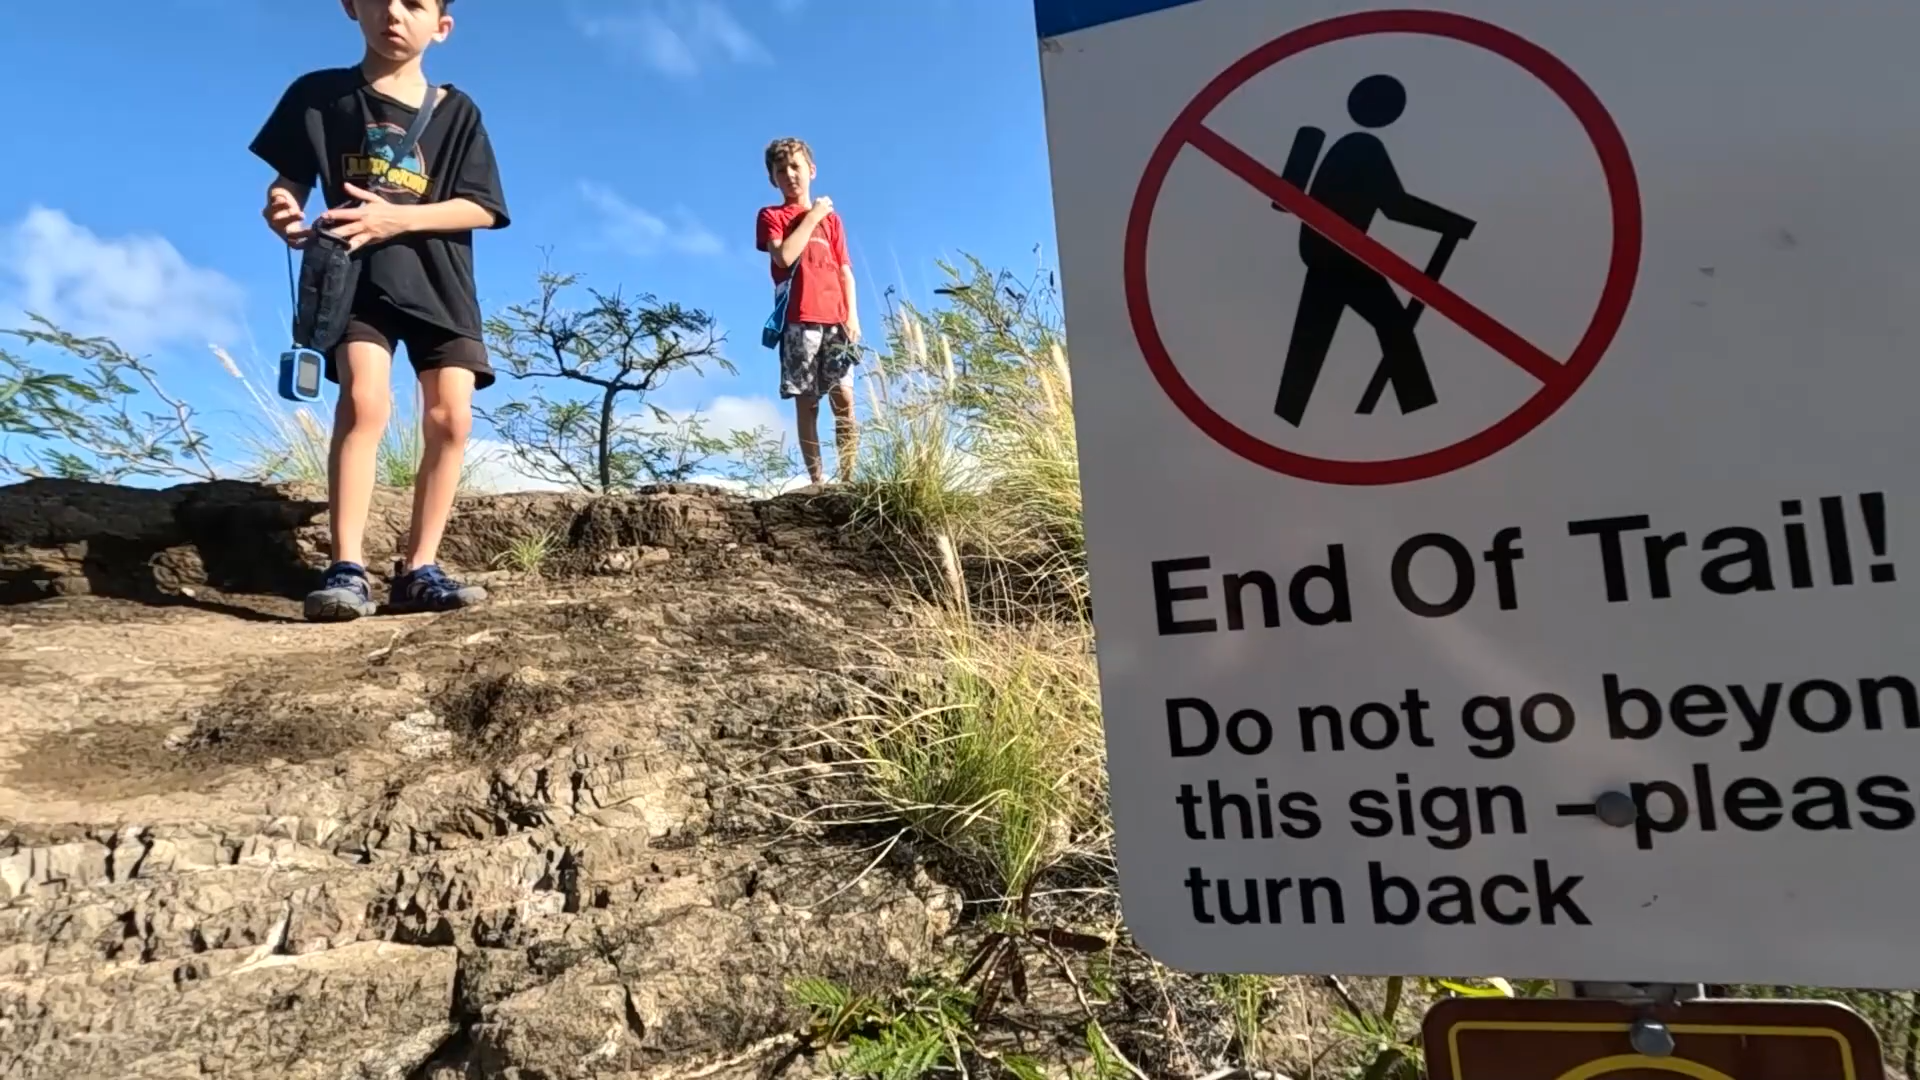 End Of Trail!
Do not go beyon
this sign – pleas
turn back